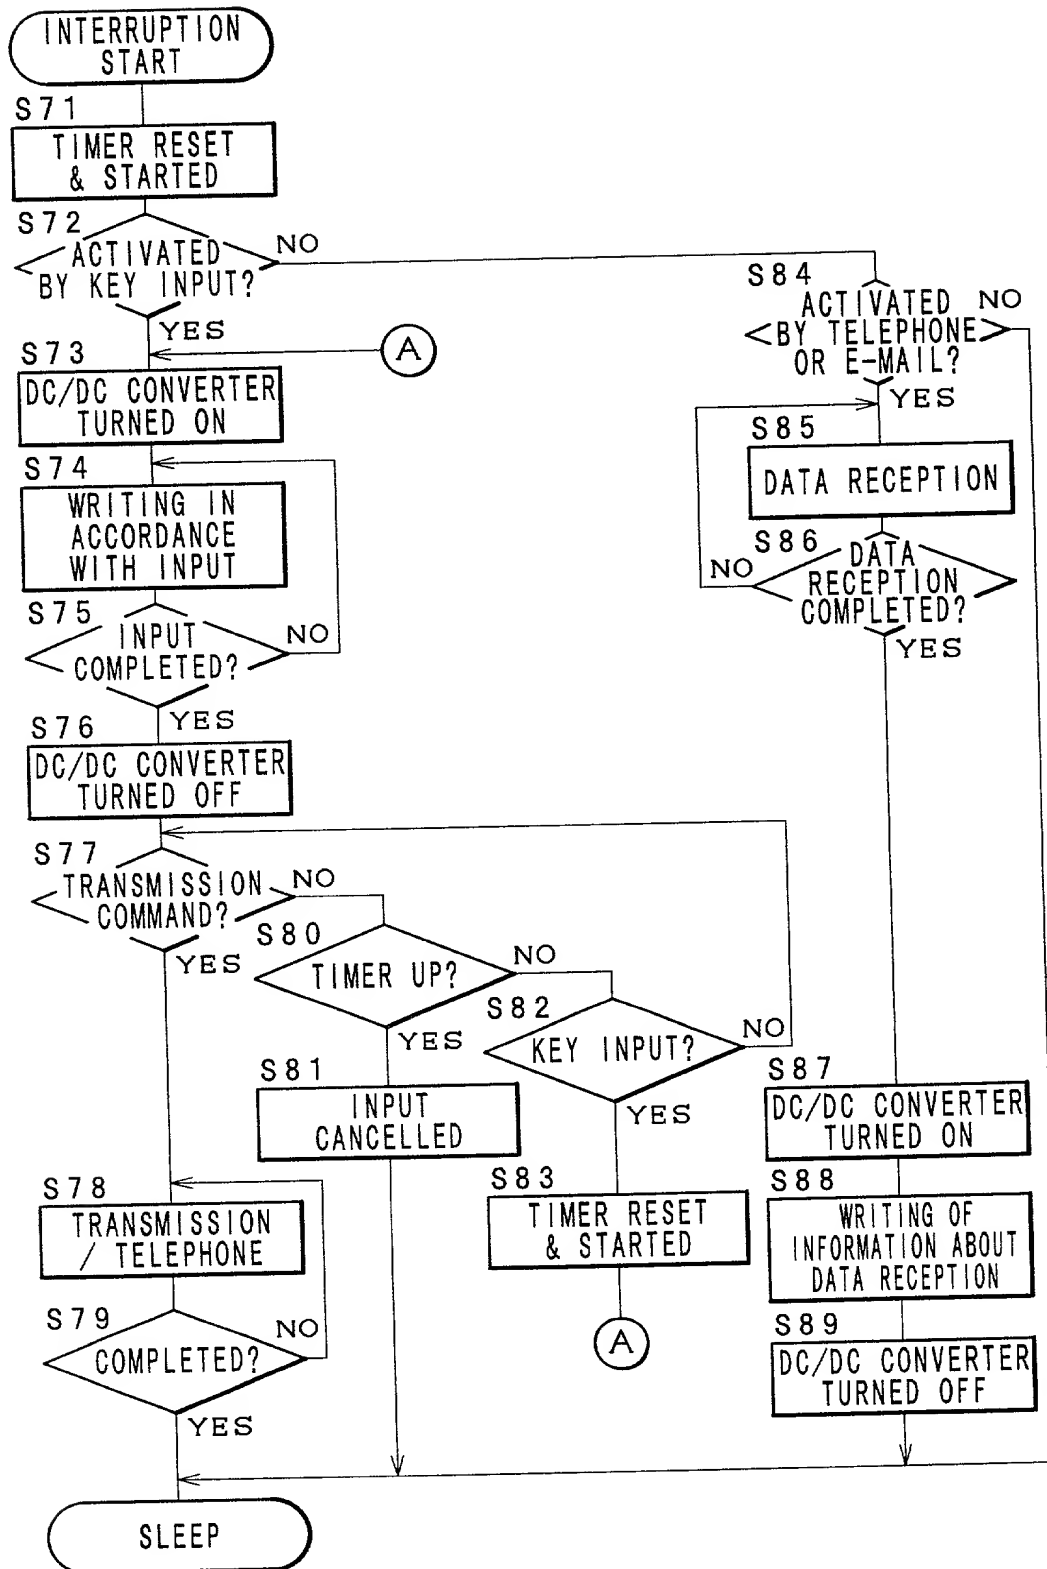 INTERRUPTION
START
S71
TIMER RESET
& STARTED
S72
ACTIVATED
BY KEY INPUT?
NO
YES
A
S73
DC/DC CONVERTER
TURNED ON
S74
WRITING IN
ACCORDANCE
WITH INPUT
S75
INPUT
COMPLETED?
NO
YES
S76
DC/DC CONVERTER
TURNED OFF
S77
TRANSMISSION
COMMAND?
NO
YES
S78
TRANSMISSION
/ TELEPHONE
S79
COMPLETED?
NO
YES
SLEEP
S80
TIMER UP?
NO
YES
S81
INPUT
CANCELLED
S82
KEY INPUT?
NO
YES
S83
TIMER RESET
& STARTED
A
S84
ACTIVATED
BY TELEPHONE
OR E-MAIL?
NO
YES
S85
DATA RECEPTION
S86
DATA
RECEPTION
COMPLETED?
NO
YES
S87
DC/DC CONVERTER
TURNED ON
S88
WRITING OF
INFORMATION ABOUT
DATA RECEPTION
S89
DC/DC CONVERTER
TURNED OFF